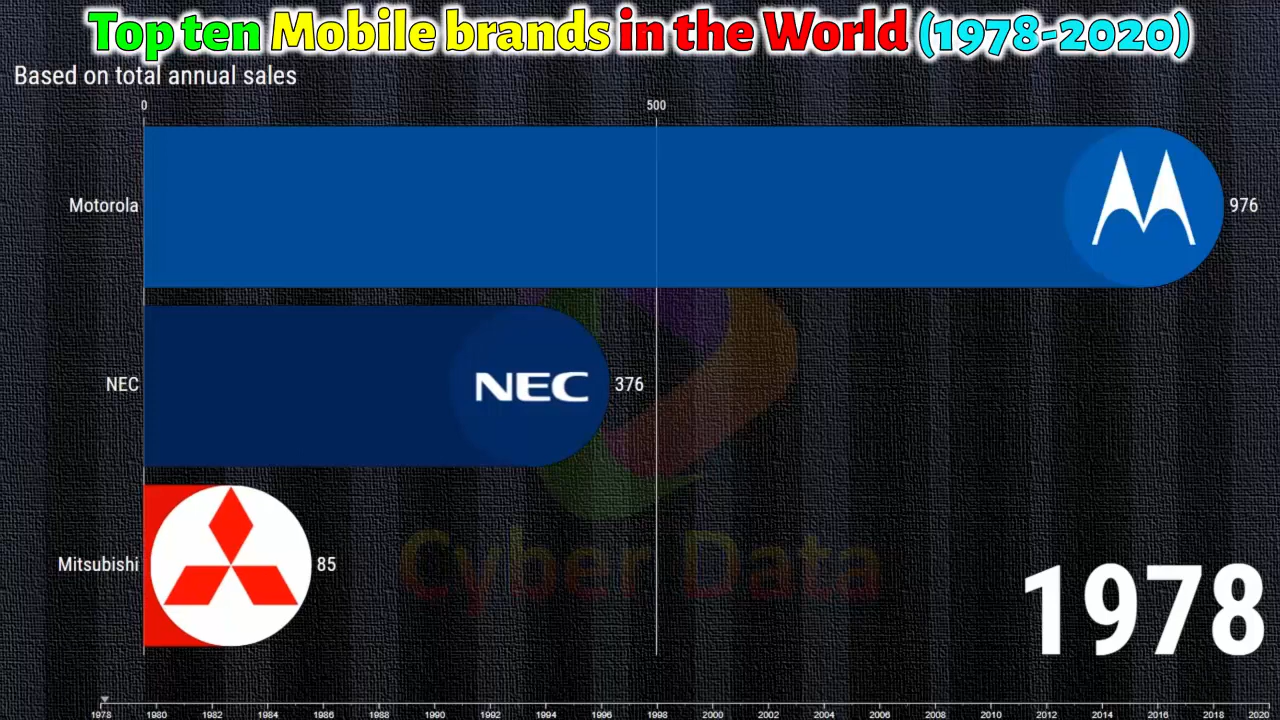 Top ten Mobile brands in the World (1978-2020)
Based on total annual sales
0 500
Motorola 976
NEC NEC 376
Mitsubishi 85
Cyber Data
1978
1978 1980 1982 1984 1986 1988 1990 1992 1994 1996 1998 2000 2002 2004 2006 2008 2010 2012 2014 2016 2018 2020